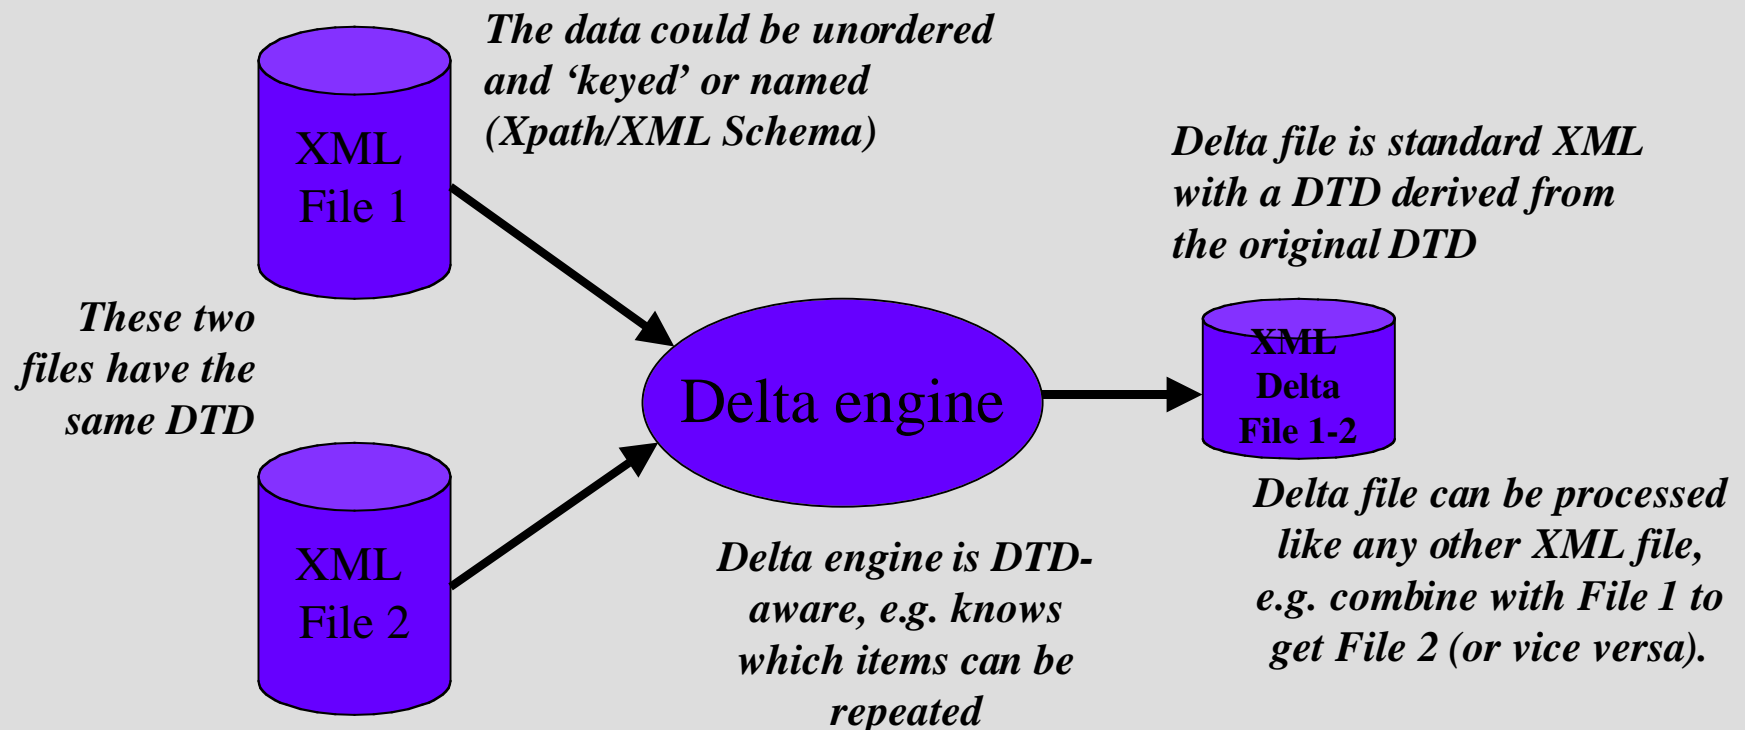 The data could be unordered
and ‘keyed’ or named
(Xpath/XML Schema)
XML
File 1
Delta file is standard XML
with a DTD derived from
the original DTD
These two
files have the
same DTD
Delta engine
XML
Delta
File 1-2
XML
File 2
Delta engine is DTD-
aware, e.g. knows
which items can be
repeated
Delta file can be processed
like any other XML file,
e.g. combine with File 1 to
get File 2 (or vice versa).